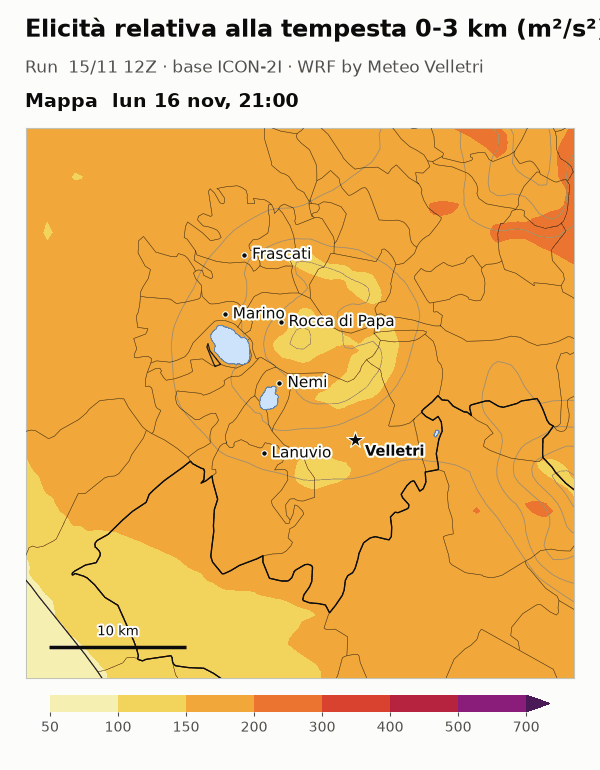 Elicità relativa alla tempesta 0-3 km (m²/s²)
Run 15/11 12Z · base ICON-2I · WRF by Meteo Velletri
Mappa lun 16 nov, 21:00
Frascati
Marino
Rocca di Papa
Nemi
Velletri
Lanuvio
10 km
50 100 150 200 300 400 500 700